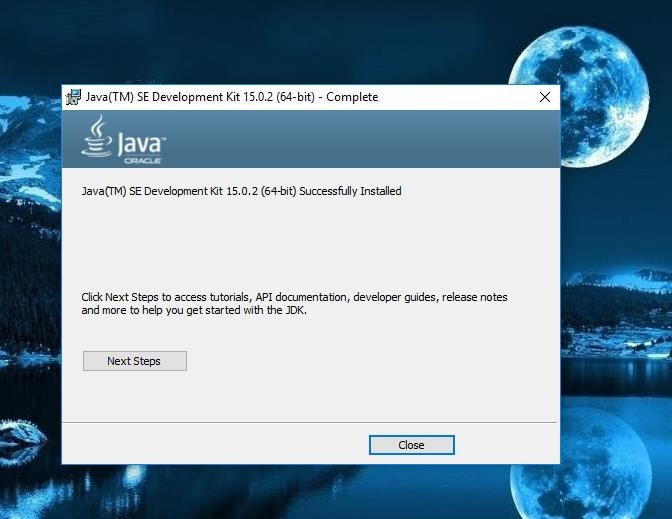 Java(TM) SE Development Kit 15.0.2 (64-bit) - Complete
Java™
ORACLE
Java(TM) SE Development Kit 15.0.2 (64-bit) Successfully Installed
Click Next Steps to access tutorials, API documentation, developer guides, release notes
and more to help you get started with the JDK.
Next Steps
Close